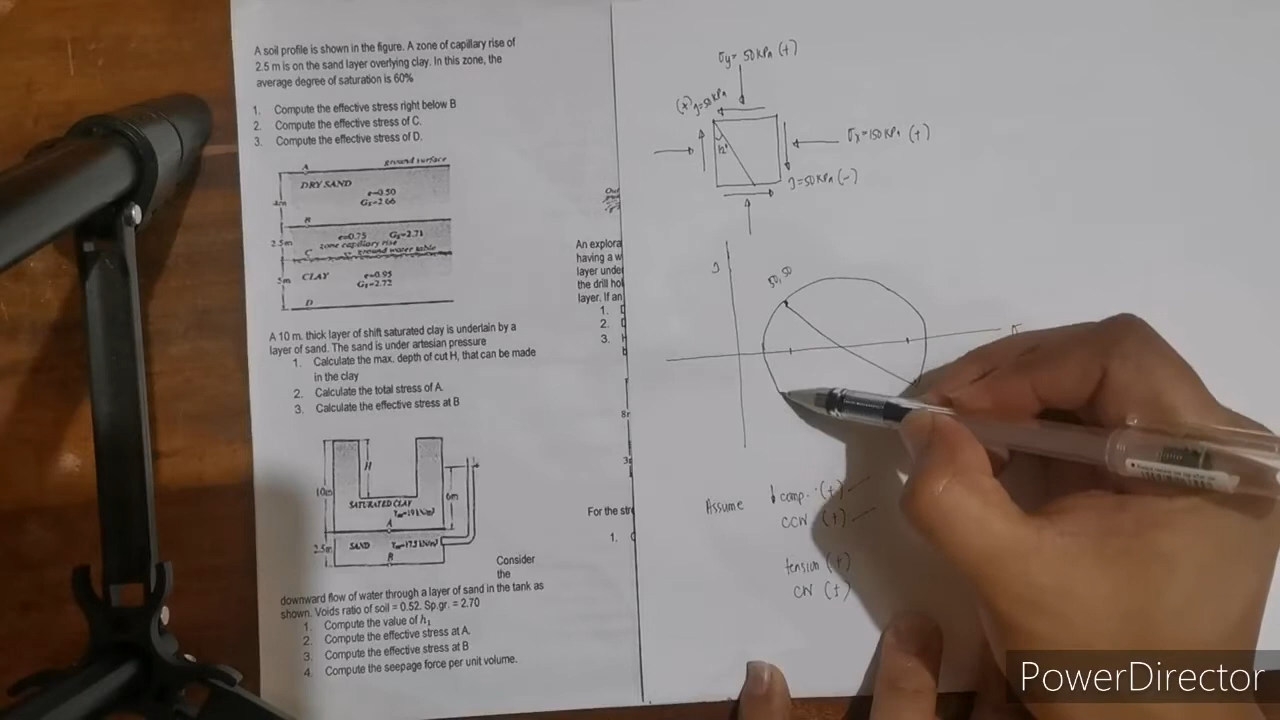 A soil profile is shown in the figure. A zone of capillary rise of
2.5 m is on the sand layer overlying clay. In this zone, the
average degree of saturation is 60%
1. Compute the effective stress right below B
2. Compute the effective stress of C.
3. Compute the effective stress of D.
A
ground surface
DRY SAND
e=0.50
Gs=2.66
4m
B
e=0.75 Gs=2.71
2.5m
zone capillary rise
C
ground water table
CLAY
e=0.95
5m
Gs=2.72
D
A 10 m. thick layer of shift saturated clay is underlain by a
layer of sand. The sand is under artesian pressure
1. Calculate the max. depth of cut H, that can be made
in the clay
2. Calculate the total stress of A.
3. Calculate the effective stress at B
H
10m
6m
SATURATED CLAY
A
2.5m
SAND
B
Consider
the
downward flow of water through a layer of sand in the tank as
shown. Voids ratio of soil = 0.52. Sp.gr. = 2.70
1. Compute the value of h1
2. Compute the effective stress at A.
3. Compute the effective stress at B
4. Compute the seepage force per unit volume.
An explora
having a w
layer unde
the drill ho
layer. If an
1.
2.
3.
For the str
1.
σy = 50 kPa (+)
σx = 150 kPa (+)
50 kPa (-)
50, 50
σ
Assume comp. (+)
CCW (+)
tension (+)
CW (+)
PowerDirector